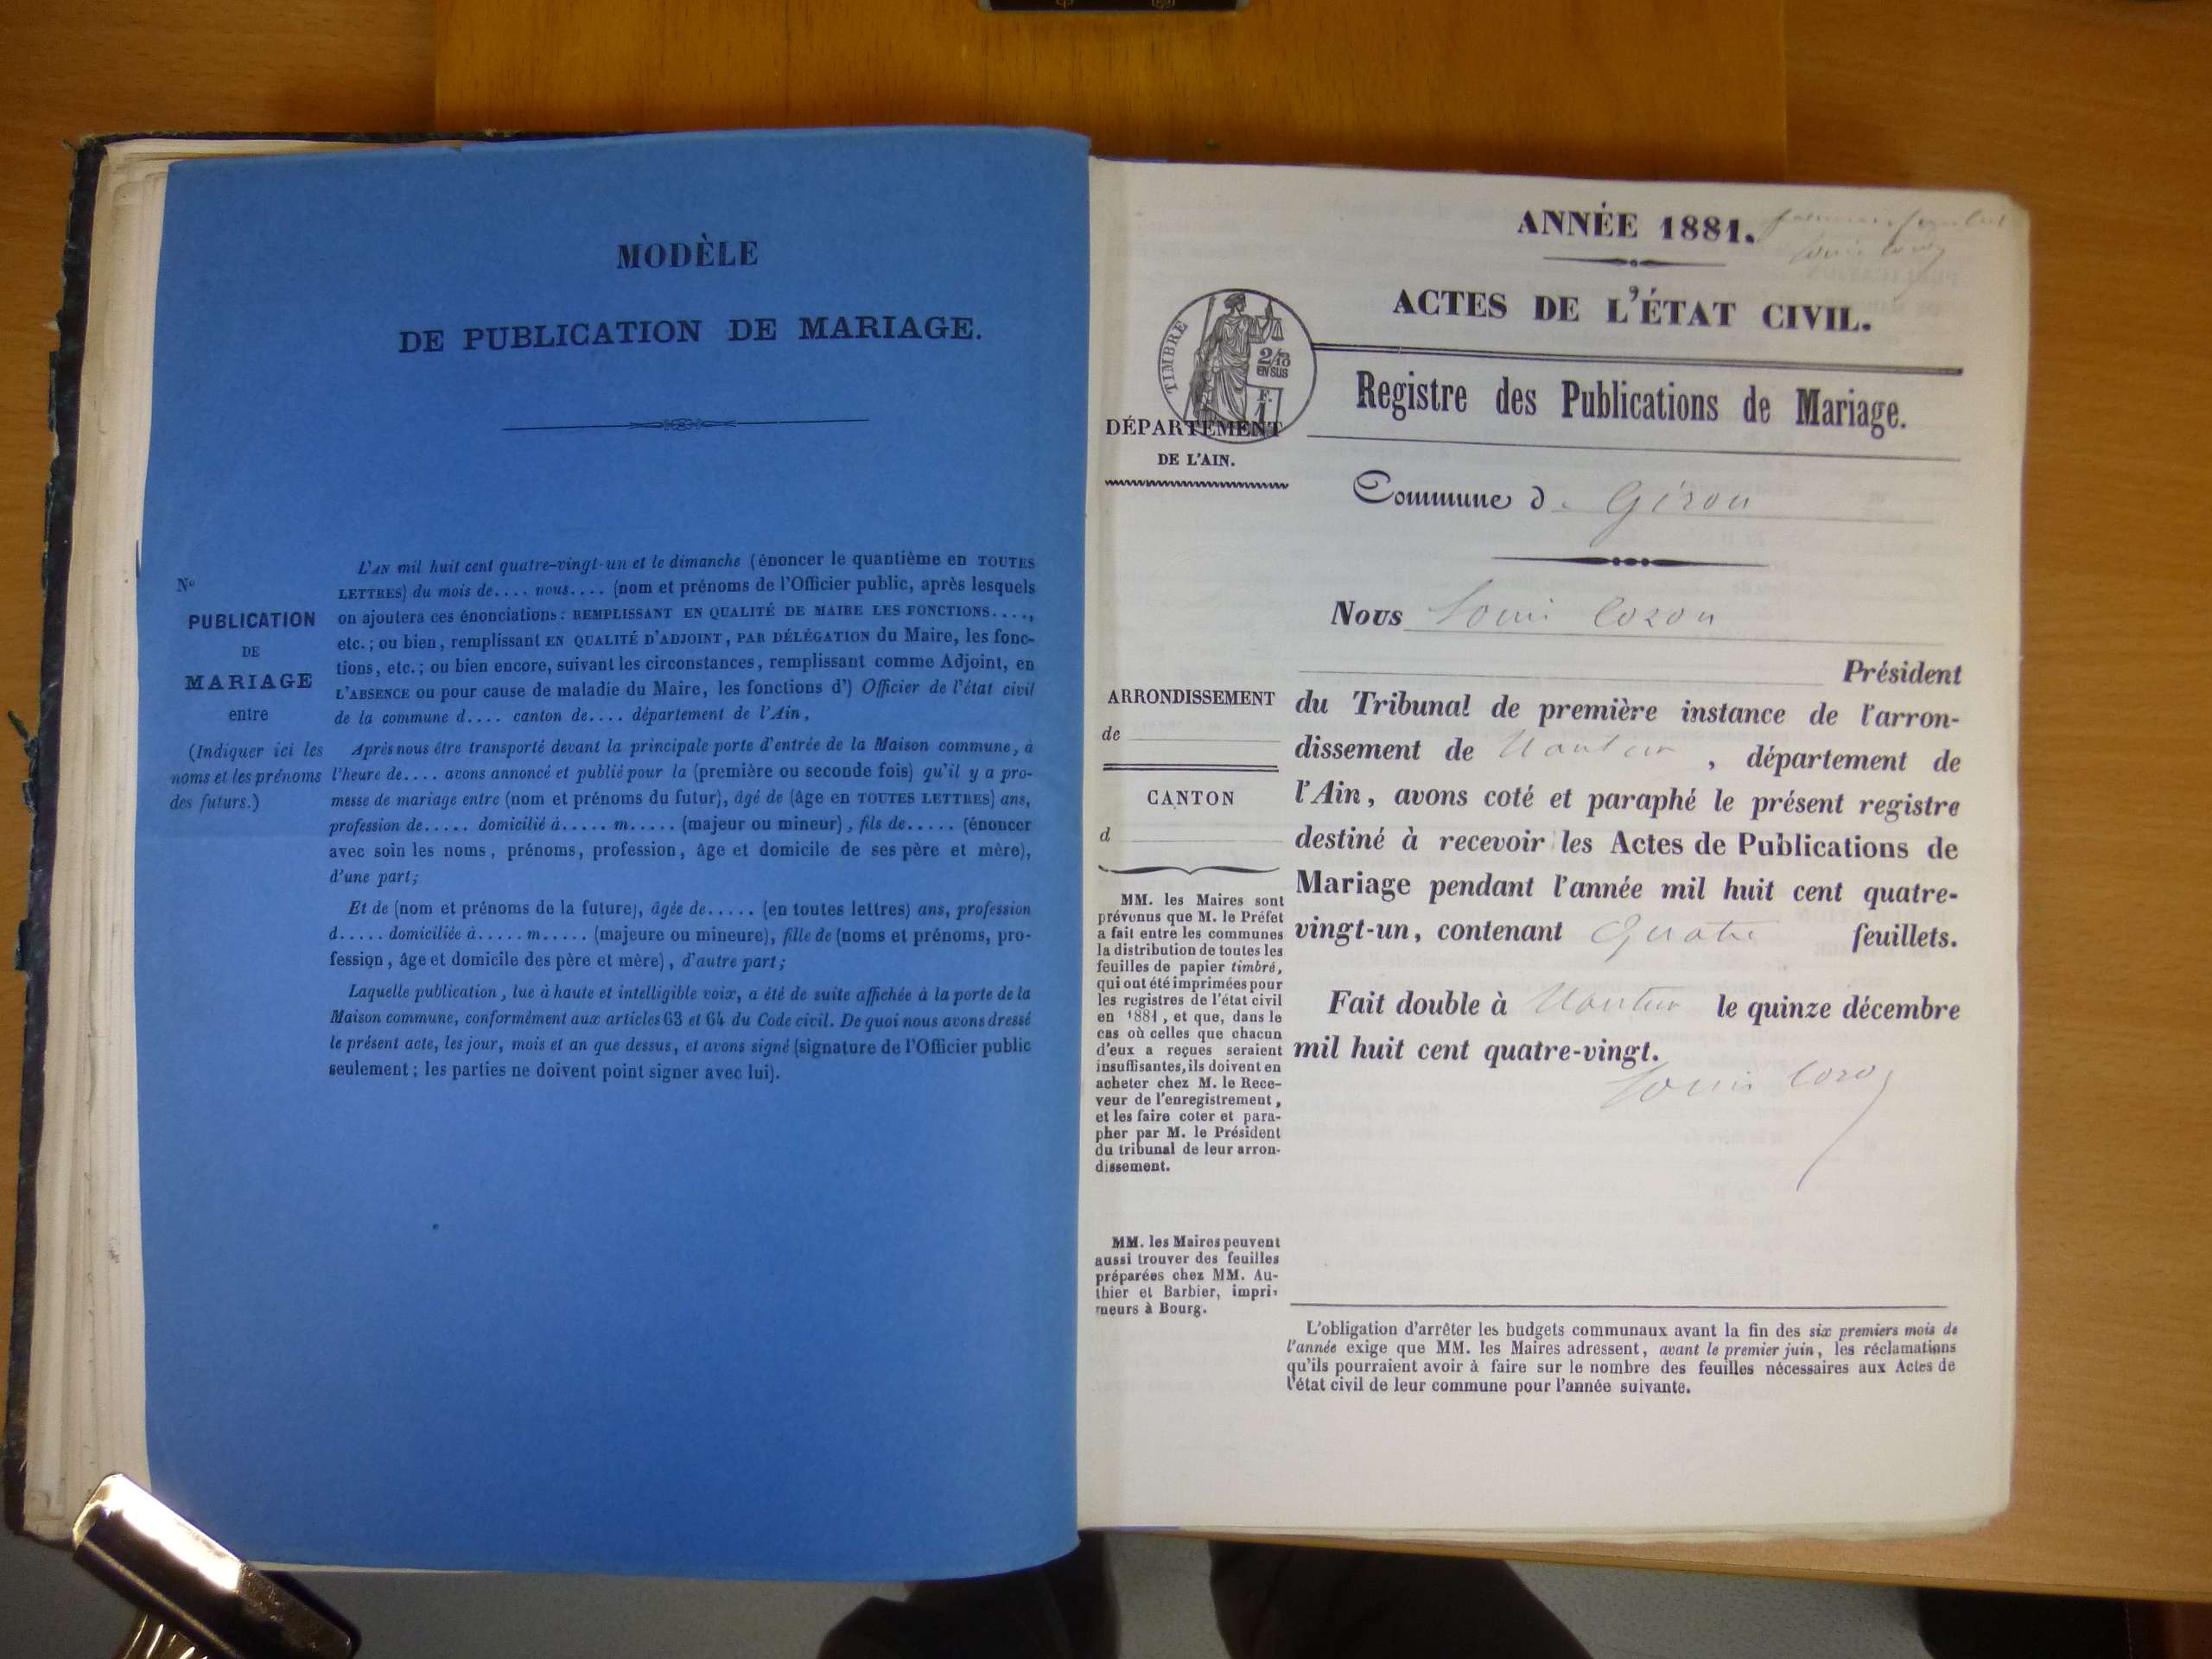 MODÈLE
DE PUBLICATION DE MARIAGE.
No
PUBLICATION
DE
MARIAGE
entre
(Indiquer ici les
noms et les prénoms
des futurs.)
L'AN mil huit cent quatre-vingt-un et le dimanche (énoncer le quantième en TOUTES
LETTRES) du mois de.... nous.... (nom et prénoms de l'Officier public, après lesquels
on ajoutera ces énonciations: REMPLISSANT EN QUALITÉ DE MAIRE LES FONCTIONS....,
etc.; ou bien, remplissant EN QUALITÉ D'ADJOINT, PAR DÉLÉGATION du Maire, les fonc-
tions, etc.; ou bien encore, suivant les circonstances, remplissant comme Adjoint, en
L'ABSENCE ou pour cause de maladie du Maire, les fonctions d') Officier de l'état civil
de la commune d.... canton de.... département de l'Ain,
Après nous être transporté devant la principale porte d'entrée de la Maison commune, à
l'heure de.... avons annoncé et publié pour la (première ou seconde fois) qu'il y a pro-
messe de mariage entre (nom et prénoms du futur), âgé de (âge en TOUTES LETTRES) ans,
profession de..... domicilié à..... m..... (majeur ou mineur), fils de..... (énoncer
avec soin les noms, prénoms, profession, âge et domicile de ses père et mère),
d'une part;
Et de (nom et prénoms de la future), âgée de..... (en toutes lettres) ans, profession
d..... domiciliée à..... m..... (majeure ou mineure), fille de (noms et prénoms, pro-
fession, âge et domicile des père et mère), d'autre part;
Laquelle publication, lue à haute et intelligible voix, a été de suite affichée à la porte de la
Maison commune, conformément aux articles 63 et 64 du Code civil. De quoi nous avons dressé
le présent acte, les jour, mois et an que dessus, et avons signé (signature de l'Officier public
seulement; les parties ne doivent point signer avec lui).
ANNÉE 1881.
ACTES DE L'ÉTAT CIVIL.
TIMBRE
2/10
EN SUS
F.
1
Registre des Publications de Mariage.
DÉPARTEMENT
DE L'AIN.
Commune d. Giron
Nous Louis Cozon
Président
du Tribunal de première instance de l'arron-
dissement de Nantua, département de
l'Ain, avons coté et paraphé le présent registre
destiné à recevoir les Actes de Publications de
Mariage pendant l'année mil huit cent quatre-
vingt-un, contenant Quatre feuillets.
Fait double à Nantua le quinze décembre
mil huit cent quatre-vingt.
Louis Cozon
ARRONDISSEMENT
de
CANTON
d
MM. les Maires sont
prévenus que M. le Préfet
a fait entre les communes
la distribution de toutes les
feuilles de papier timbré,
qui ont été imprimées pour
les registres de l'état civil
en 1881, et que, dans le
cas où celles que chacun
d'eux a reçues seraient
insuffisantes, ils doivent en
acheter chez M. le Rece-
veur de l'enregistrement,
et les faire coter et para-
pher par M. le Président
du tribunal de leur arron-
dissement.
MM. les Maires peuvent
aussi trouver des feuilles
préparées chez MM. Au-
thier et Barbier, impri-
meurs à Bourg.
L'obligation d'arrêter les budgets communaux avant la fin des six premiers mois de
l'année exige que MM. les Maires adressent, avant le premier juin, les réclamations
qu'ils pourraient avoir à faire sur le nombre des feuilles nécessaires aux Actes de
l'état civil de leur commune pour l'année suivante.